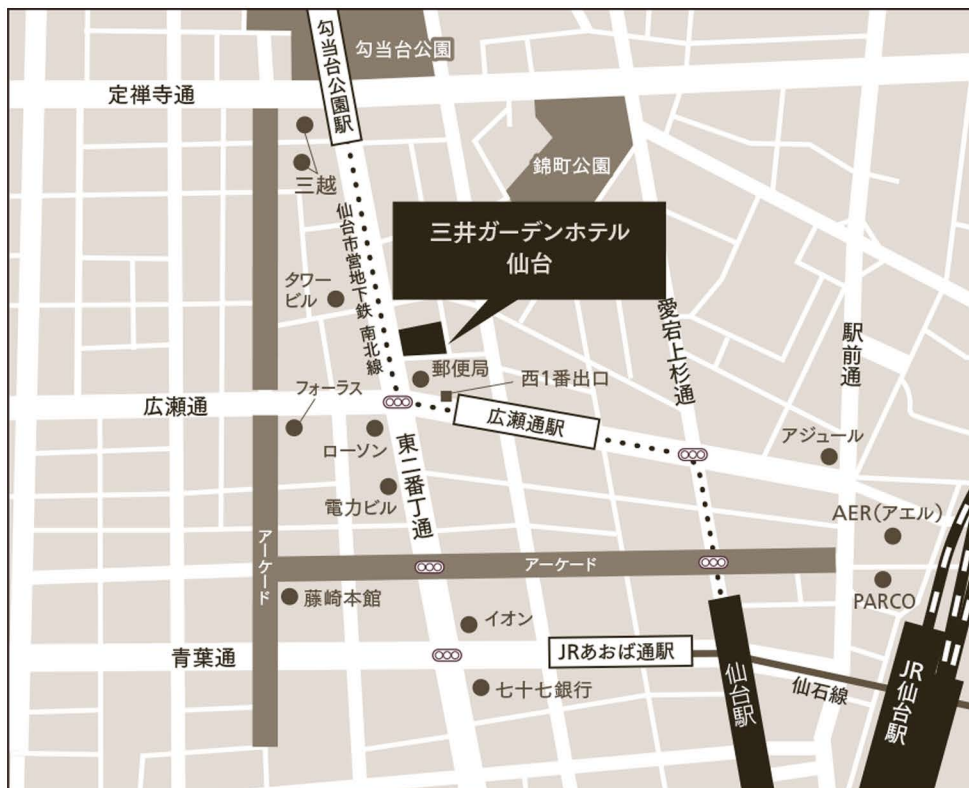 勾当台公園
勾当台公園駅
定禅寺通
錦町公園
三越
三井ガーデンホテル
仙台
仙台市営地下鉄 南北線
タワー
ビル
愛宕上杉通
駅前通
郵便局
西1番出口
フォーラス
広瀬通
広瀬通駅
ローソン
東二番丁通
アジュール
電力ビル
AER(アエル)
アーケード
アーケード
PARCO
藤崎本館
イオン
青葉通
JRあおば通駅
仙台駅
仙石線
JR仙台駅
七十七銀行